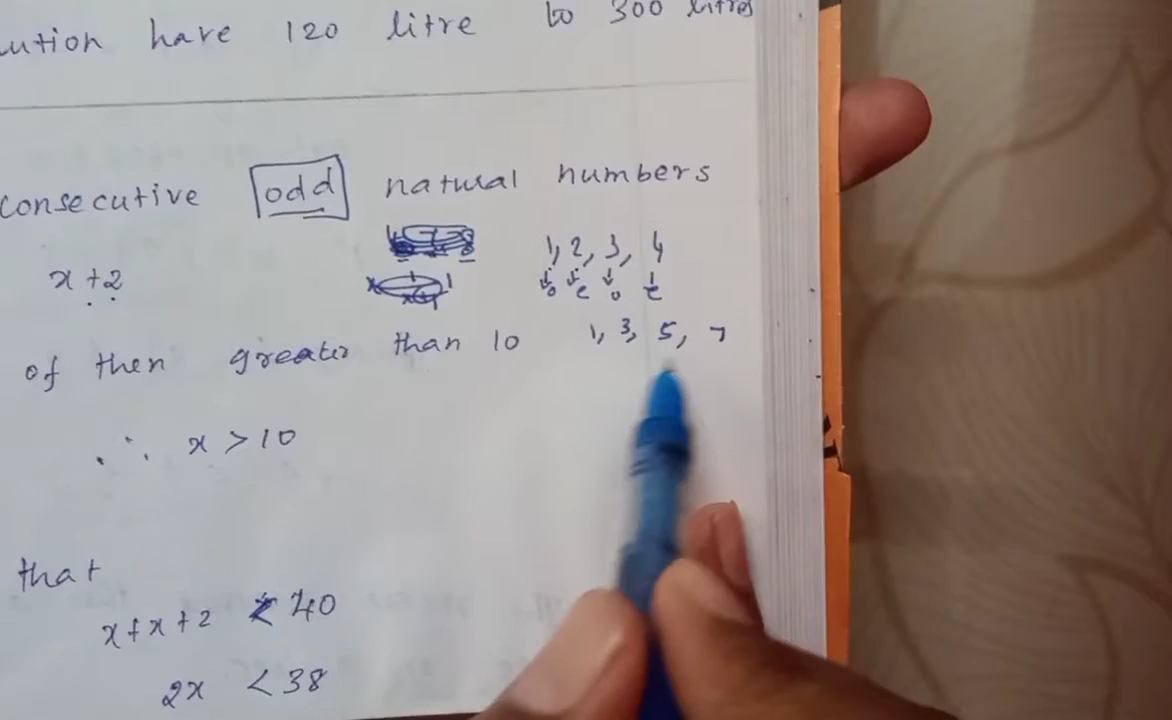 ution have 120 litre to 300 litres
consecutive odd natural numbers
1, 2, 3, 4
x + 2
o e o e
of then greater than 10 1, 3, 5, 7
∴ x > 10
that
x + x + 2 < 40
2x < 38